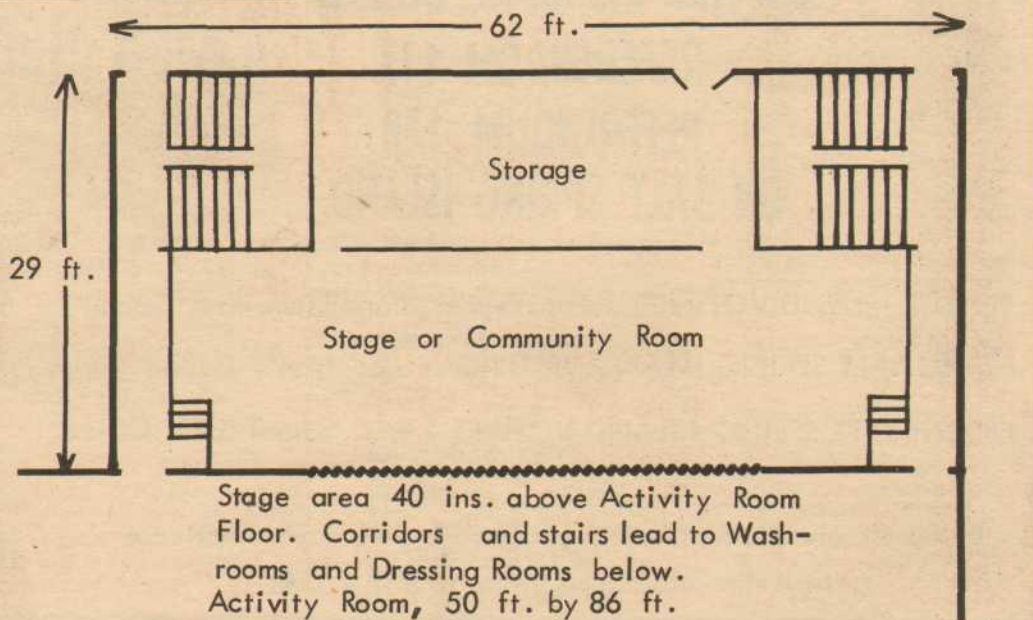 62 ft.
Storage
29 ft.
Stage or Community Room
Stage area 40 ins. above Activity Room
Floor. Corridors and stairs lead to Wash-
rooms and Dressing Rooms below.
Activity Room, 50 ft. by 86 ft.